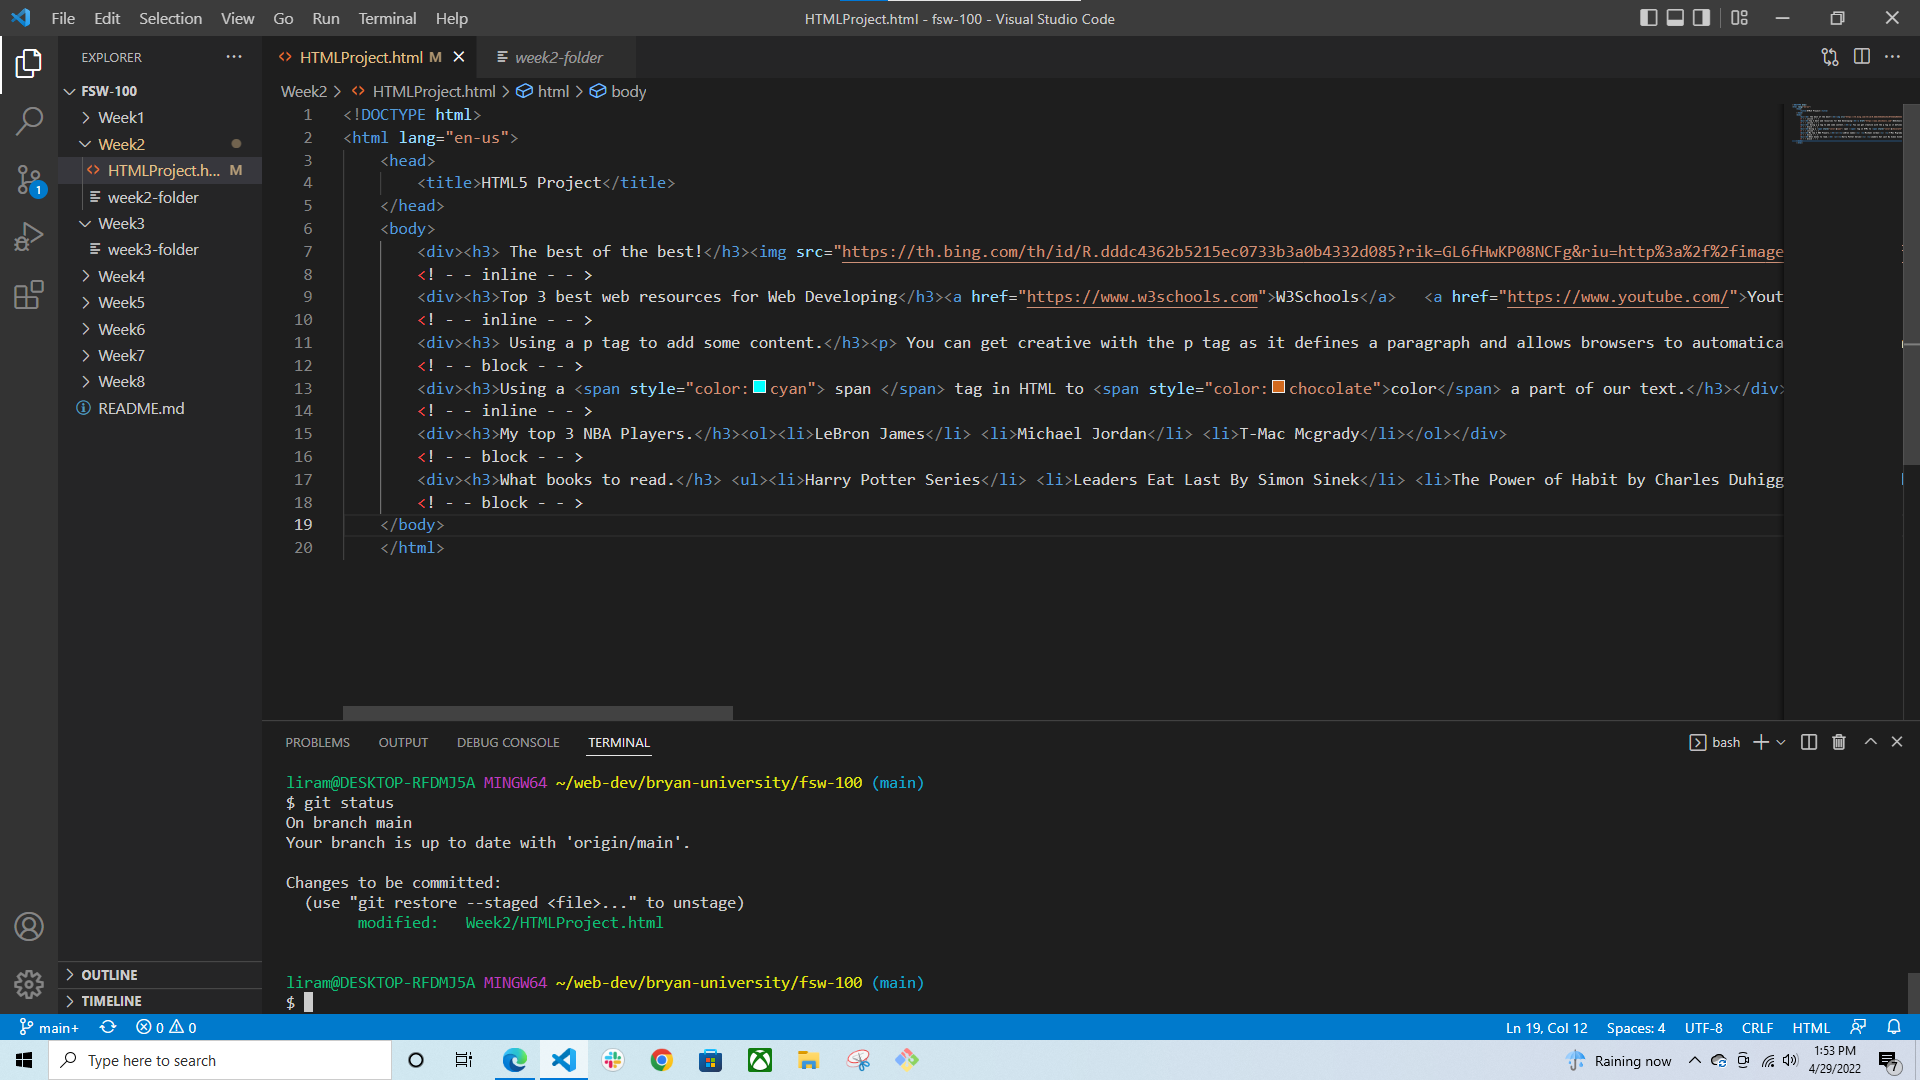 File Edit Selection View Go Run Terminal Help
HTMLProject.html - fsw-100 - Visual Studio Code
EXPLORER
FSW-100
Week1
Week2
HTMLProject.h... M
week2-folder
Week3
week3-folder
Week4
Week5
Week6
Week7
Week8
README.md
OUTLINE
TIMELINE
HTMLProject.html M
week2-folder
Week2 > HTMLProject.html > html > body
1 <!DOCTYPE html>
2 <html lang="en-us">
3 <head>
4 <title>HTML5 Project</title>
5 </head>
6 <body>
7 <div><h3> The best of the best!</h3><img src="https://th.bing.com/th/id/R.dddc4362b5215ec0733b3a0b4332d085?rik=GL6fHwKP08NCFg&riu=http%3a%2f%2fimage
8 <! - - inline - - >
9 <div><h3>Top 3 best web resources for Web Developing</h3><a href="https://www.w3schools.com">W3Schools</a> <a href="https://www.youtube.com/">Yout
10 <! - - inline - - >
11 <div><h3> Using a p tag to add some content.</h3><p> You can get creative with the p tag as it defines a paragraph and allows browsers to automatica
12 <! - - block - - >
13 <div><h3>Using a <span style="color:cyan"> span </span> tag in HTML to <span style="color:chocolate">color</span> a part of our text.</h3></div>
14 <! - - inline - - >
15 <div><h3>My top 3 NBA Players.</h3><ol><li>LeBron James</li> <li>Michael Jordan</li> <li>T-Mac Mcgrady</li></ol></div>
16 <! - - block - - >
17 <div><h3>What books to read.</h3> <ul><li>Harry Potter Series</li> <li>Leaders Eat Last By Simon Sinek</li> <li>The Power of Habit by Charles Duhigg
18 <! - - block - - >
19 </body>
20 </html>
PROBLEMS OUTPUT DEBUG CONSOLE TERMINAL
bash
liram@DESKTOP-RFDMJ5A MINGW64 ~/web-dev/bryan-university/fsw-100 (main)
$ git status
On branch main
Your branch is up to date with 'origin/main'.
Changes to be committed:
(use "git restore --staged <file>..." to unstage)
modified: Week2/HTMLProject.html
liram@DESKTOP-RFDMJ5A MINGW64 ~/web-dev/bryan-university/fsw-100 (main)
$
1
main+ 0 0
Ln 19, Col 12 Spaces: 4 UTF-8 CRLF HTML
Type here to search
Raining now
1:53 PM
4/29/2022
7